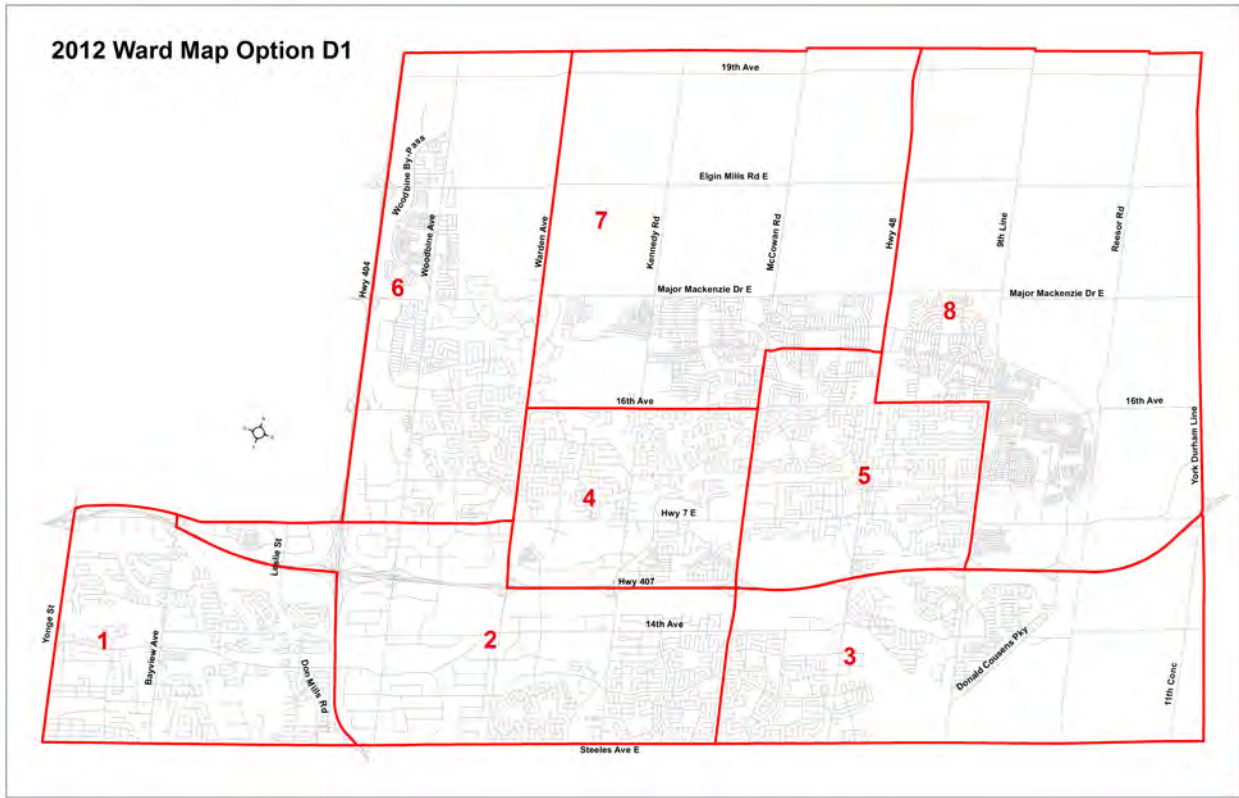 2012 Ward Map Option D1
19th Ave
Woodbine By-Pass
Elgin Mills Rd E
7
Hwy 404
Woodbine Ave
Warden Ave
Kennedy Rd
McCowan Rd
Hwy 48
9th Line
Reesor Rd
6
Major Mackenzie Dr E
Major Mackenzie Dr E
8
16th Ave
16th Ave
York Durham Line
4
5
Hwy 7 E
Leslie St
Hwy 407
Yonge St
1
Bayview Ave
Don Mills Rd
2
14th Ave
3
Donald Cousens Pky
11th Conc
Steeles Ave E